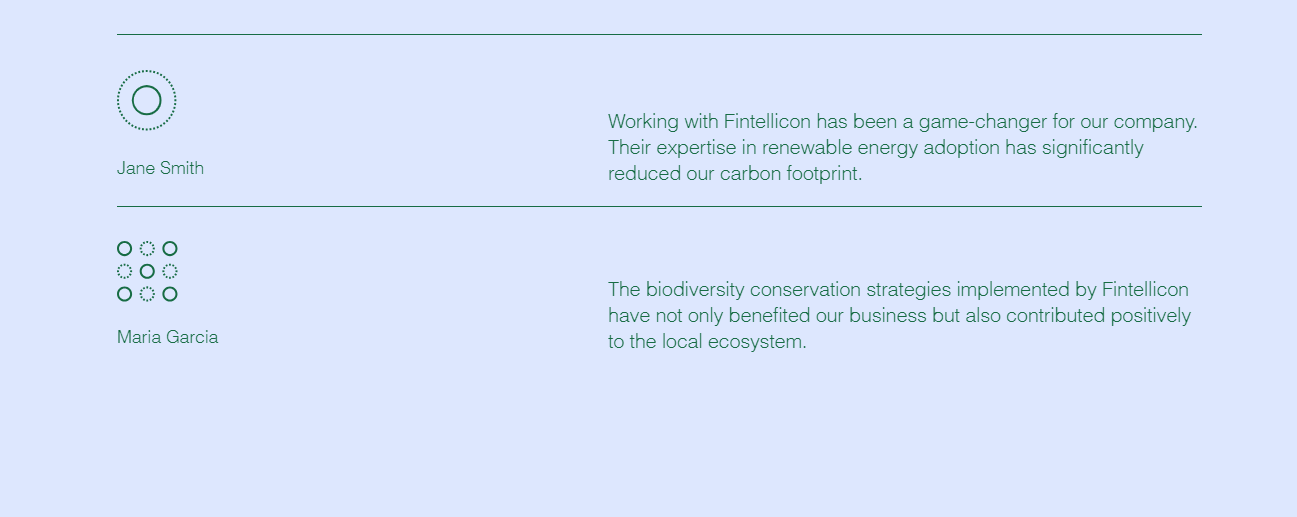 Working with Fintellicon has been a game-changer for our company.
Their expertise in renewable energy adoption has significantly
reduced our carbon footprint.
Jane Smith
The biodiversity conservation strategies implemented by Fintellicon
have not only benefited our business but also contributed positively
to the local ecosystem.
Maria Garcia